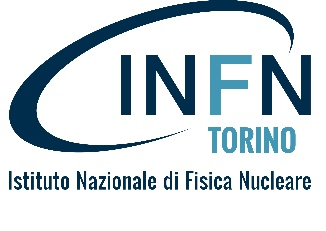 INFN
TORINO
Istituto Nazionale di Fisica Nucleare